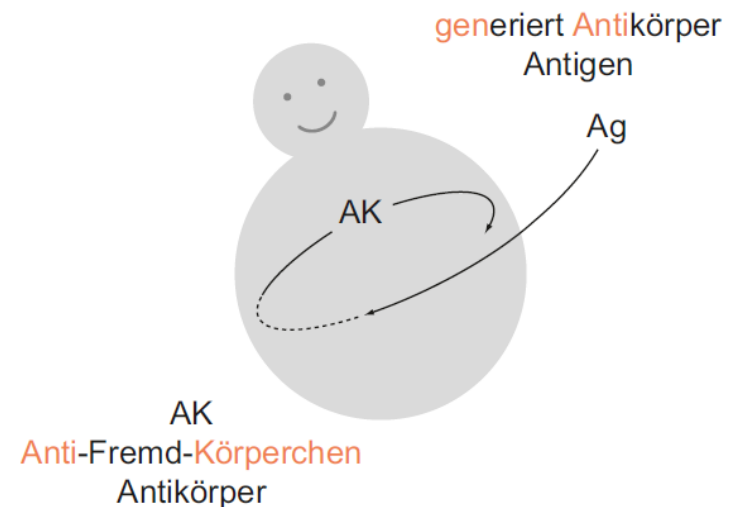 generiert Antikörper
Antigen
Ag
AK
AK
Anti-Fremd-Körperchen
Antikörper